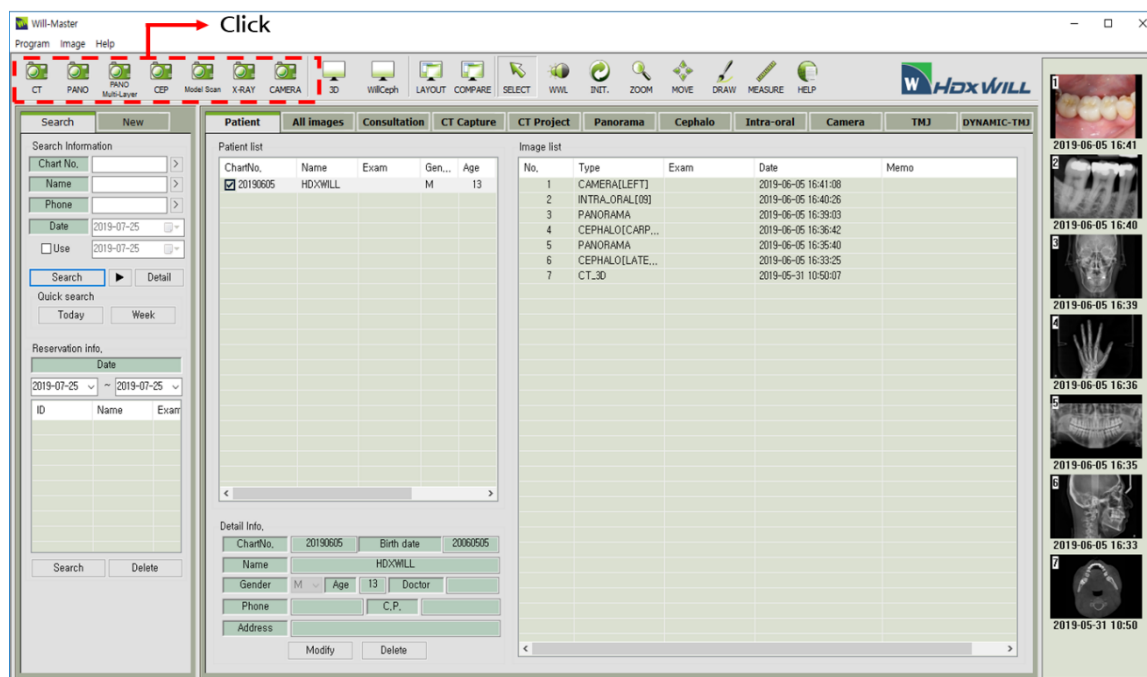 Will-Master
Click
Program Image Help
CT PANO PANO Multi-Layer CEP Model Scan X-RAY CAMERA 3D WillCeph LAYOUT COMPARE SELECT WWL INIT. ZOOM MOVE DRAW MEASURE HELP
W HDXWILL
Search New
Patient All images Consultation CT Capture CT Project Panorama Cephalo Intra-oral Camera TMJ DYNAMIC-TMJ
Search Information
Chart No. >
Name >
Phone >
Date 2019-07-25
Use 2019-07-25
Search Detail
Quick search
Today Week
Reservation info.
Date
2019-07-25 ~ 2019-07-25
ID Name Exam
Search Delete
Patient list
ChartNo. Name Exam Gen... Age
20190605 HDXWILL M 13
Detail Info.
ChartNo. 20190605 Birth date 20060505
Name HDXWILL
Gender M Age 13 Doctor
Phone C.P.
Address
Modify Delete
Image list
No. Type Exam Date Memo
1 CAMERA[LEFT] 2019-06-05 16:41:08
2 INTRA_ORAL[09] 2019-06-05 16:40:26
3 PANORAMA 2019-06-05 16:39:03
4 CEPHALO[CARP... 2019-06-05 16:36:42
5 PANORAMA 2019-06-05 16:35:40
6 CEPHALO[LATE... 2019-06-05 16:33:25
7 CT_3D 2019-05-31 10:50:07
1
2019-06-05 16:41
2
2019-06-05 16:40
3
2019-06-05 16:39
4
2019-06-05 16:36
5
2019-06-05 16:35
6
2019-06-05 16:33
7
2019-05-31 10:50